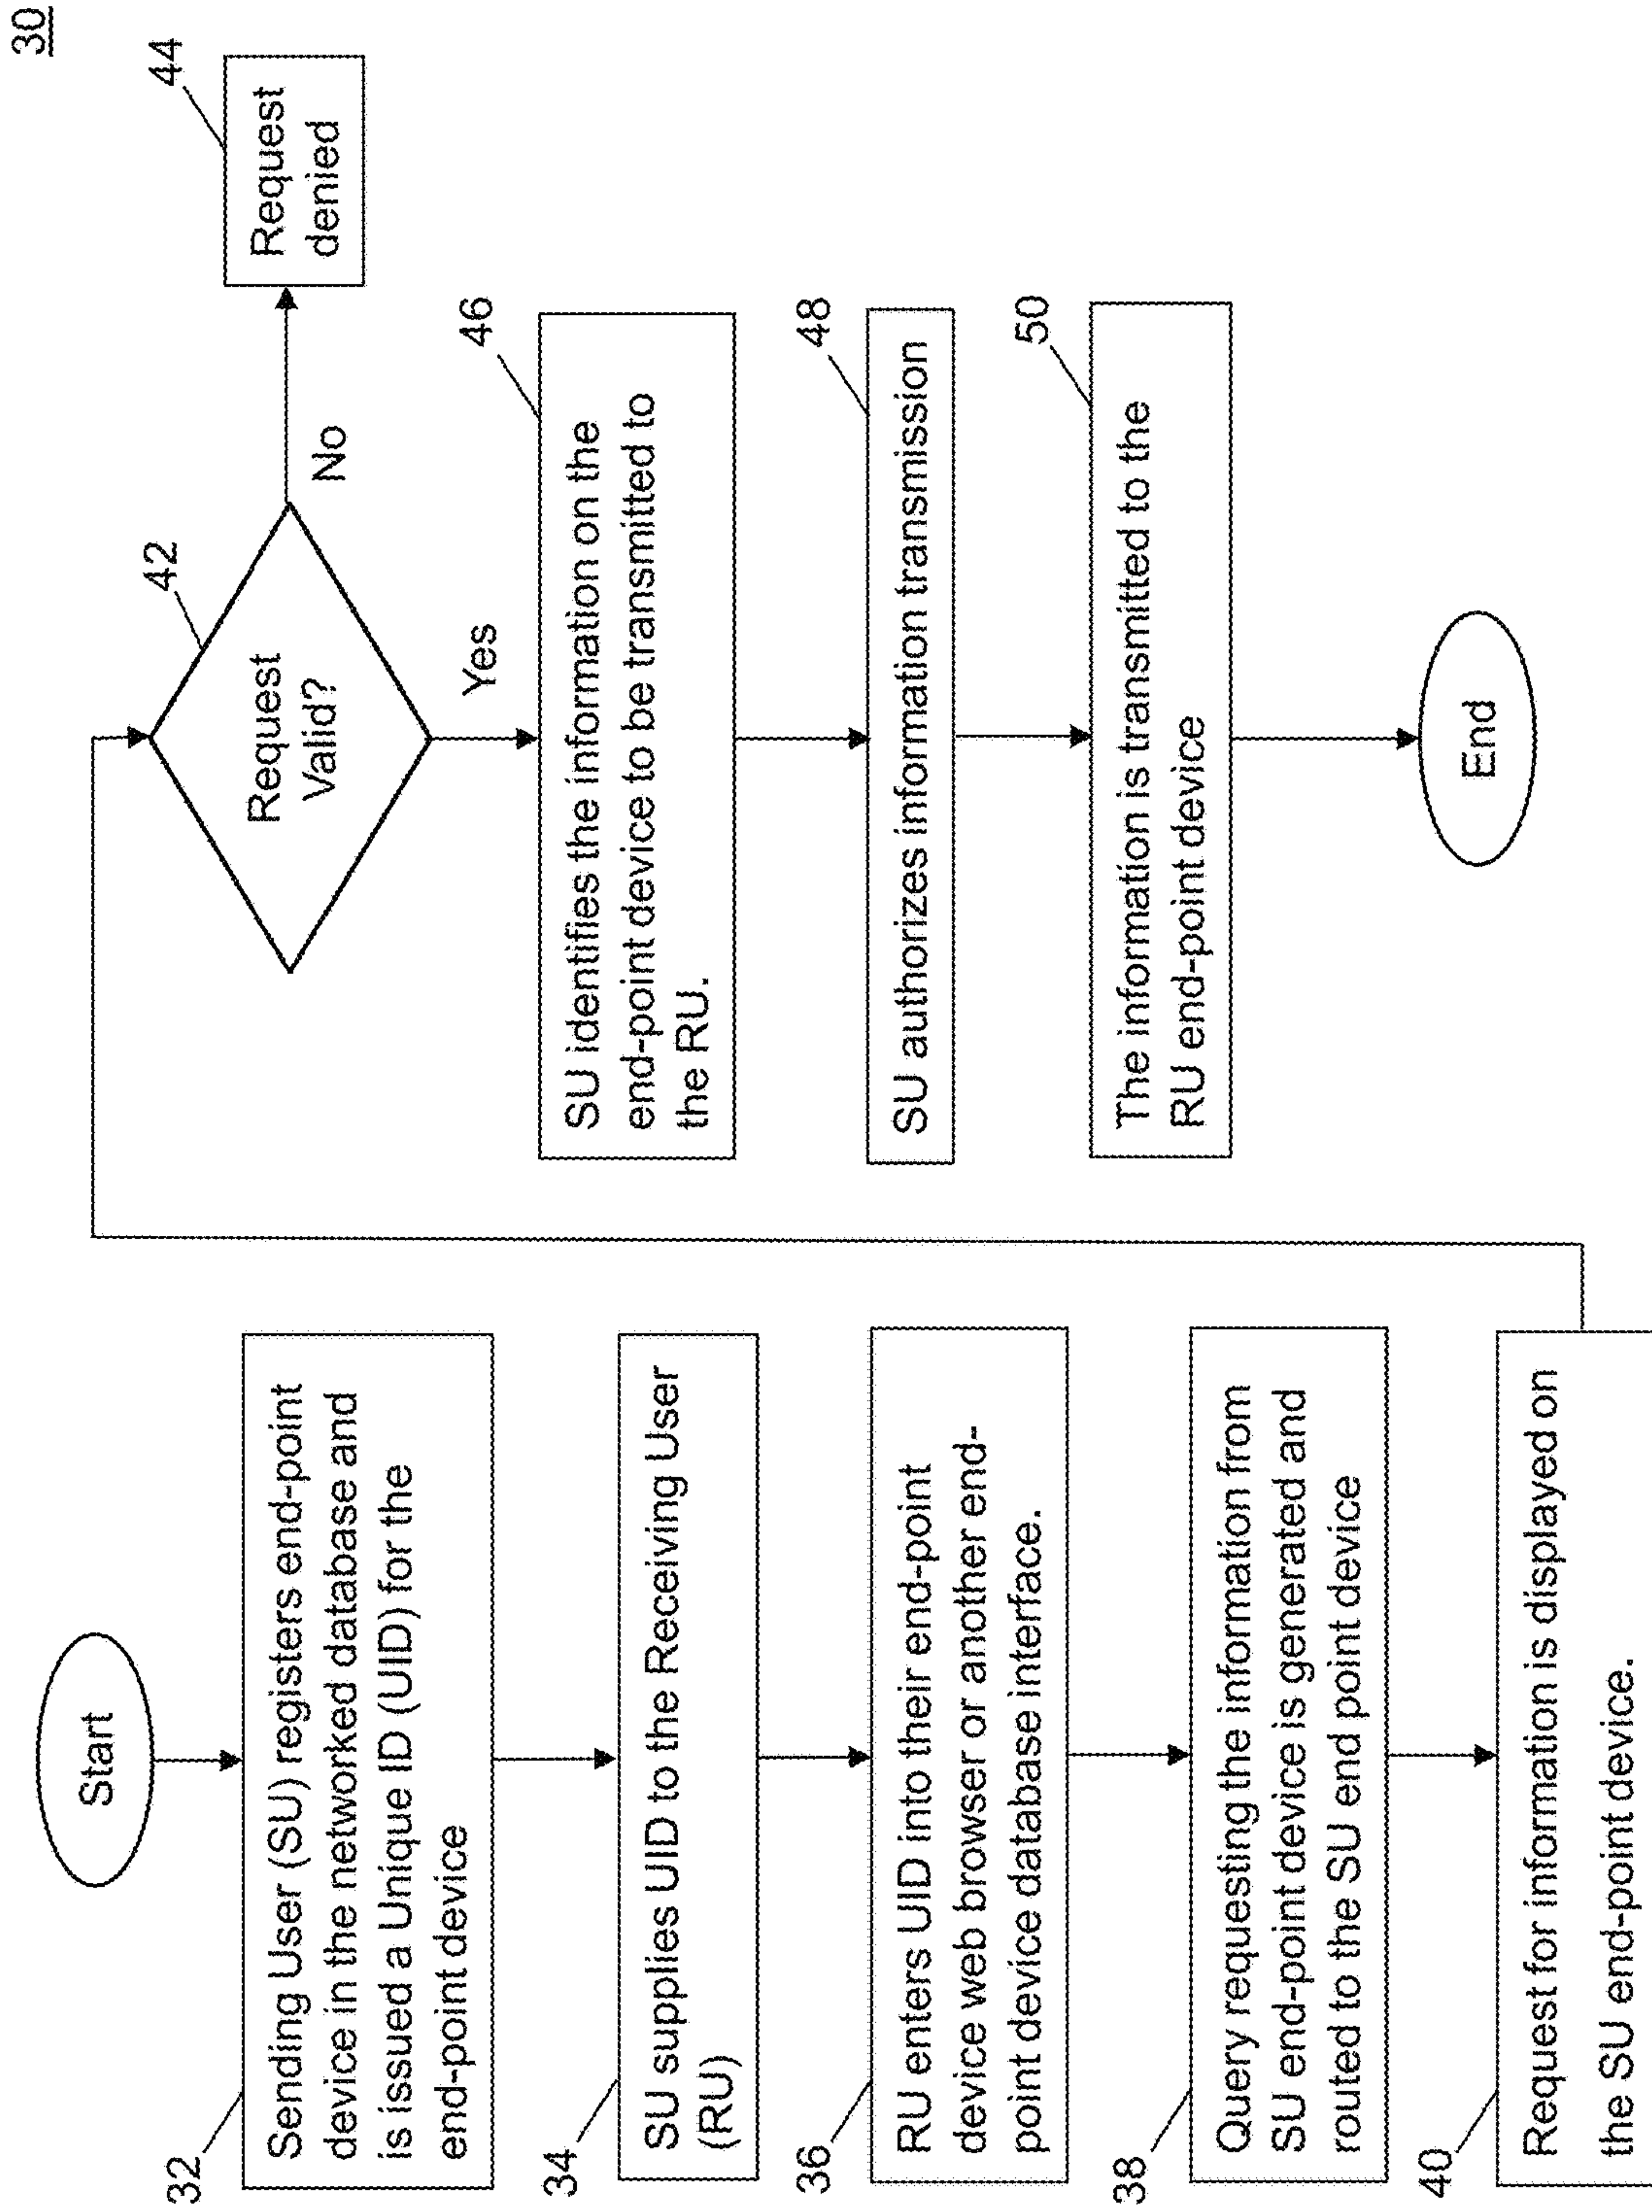 30
Start
32
Sending User (SU) registers end-point
device in the networked database and
is issued a Unique ID (UID) for the
end-point device
34
SU supplies UID to the Receiving User
(RU)
36
RU enters UID into their end-point
device web browser or another end-
point device database interface.
38
Query requesting the information from
SU end-point device is generated and
routed to the SU end point device
40
Request for information is displayed on
the SU end-point device.
42
Request
Valid?
No
44
Request
denied
Yes
46
SU identifies the information on the
end-point device to be transmitted to
the RU.
48
SU authorizes information transmission
50
The information is transmitted to the
RU end-point device
End